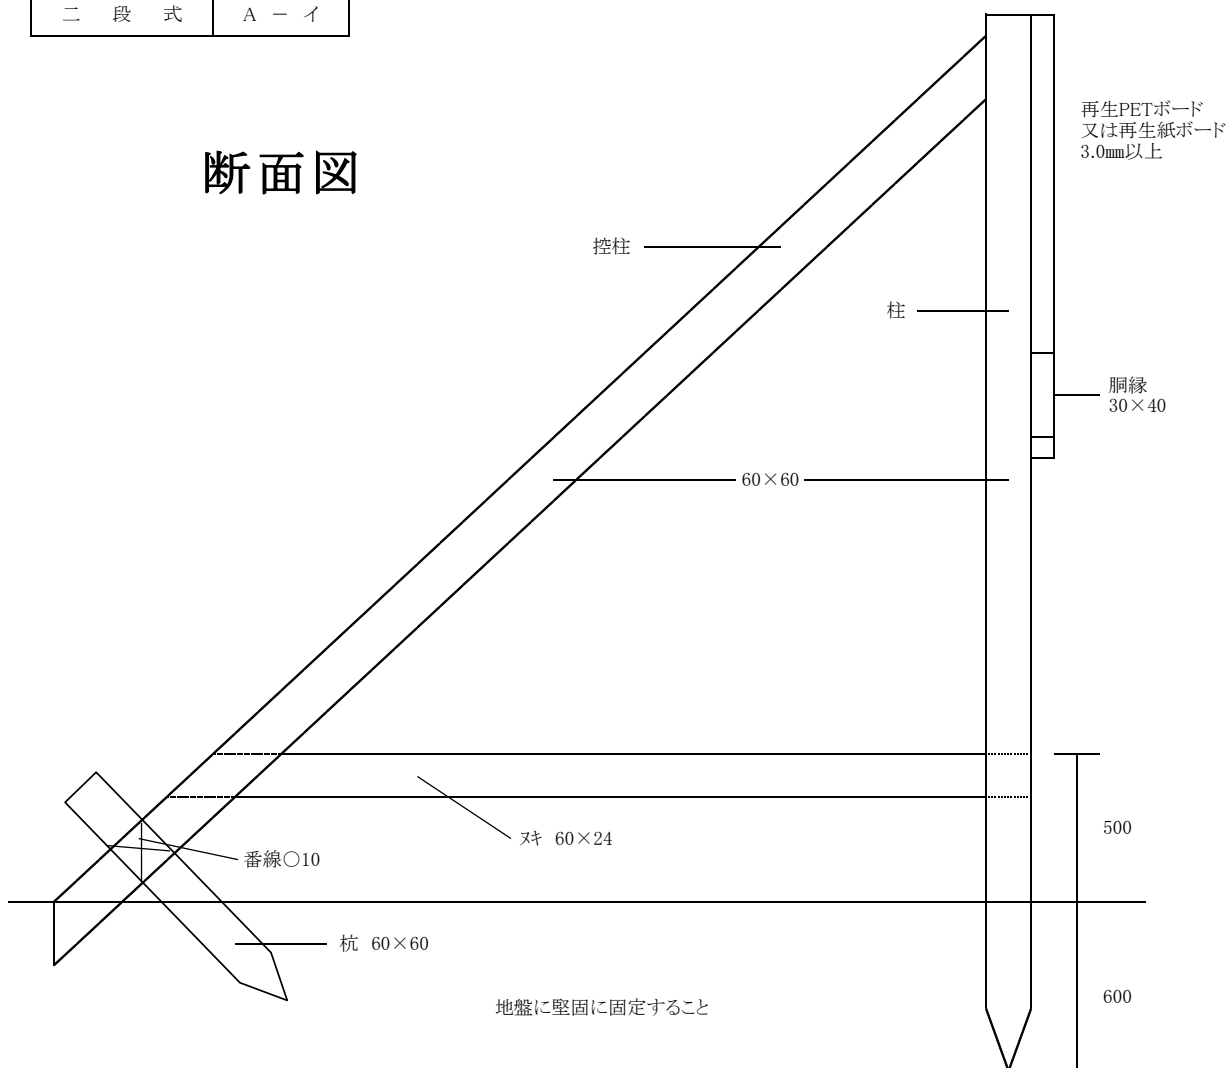 二 段 式 A － イ
再生PETボード
又は再生紙ボード
3.0㎜以上
断面図
控柱
柱
胴縁
30×40
60×60
500
ヌキ 60×24
番線○10
杭 60×60
600
地盤に堅固に固定すること